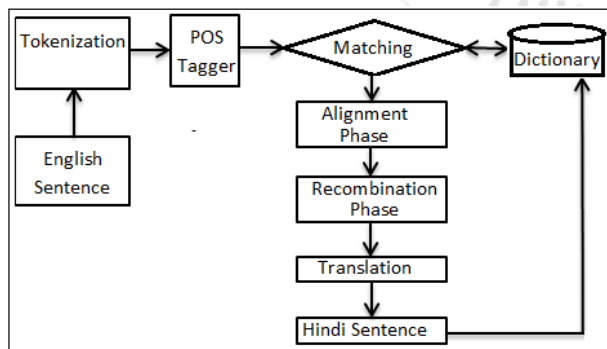 Tokenization
POS
Tagger
Matching
Dictionary
English
Sentence
Alignment
Phase
Recombination
Phase
Translation
Hindi Sentence